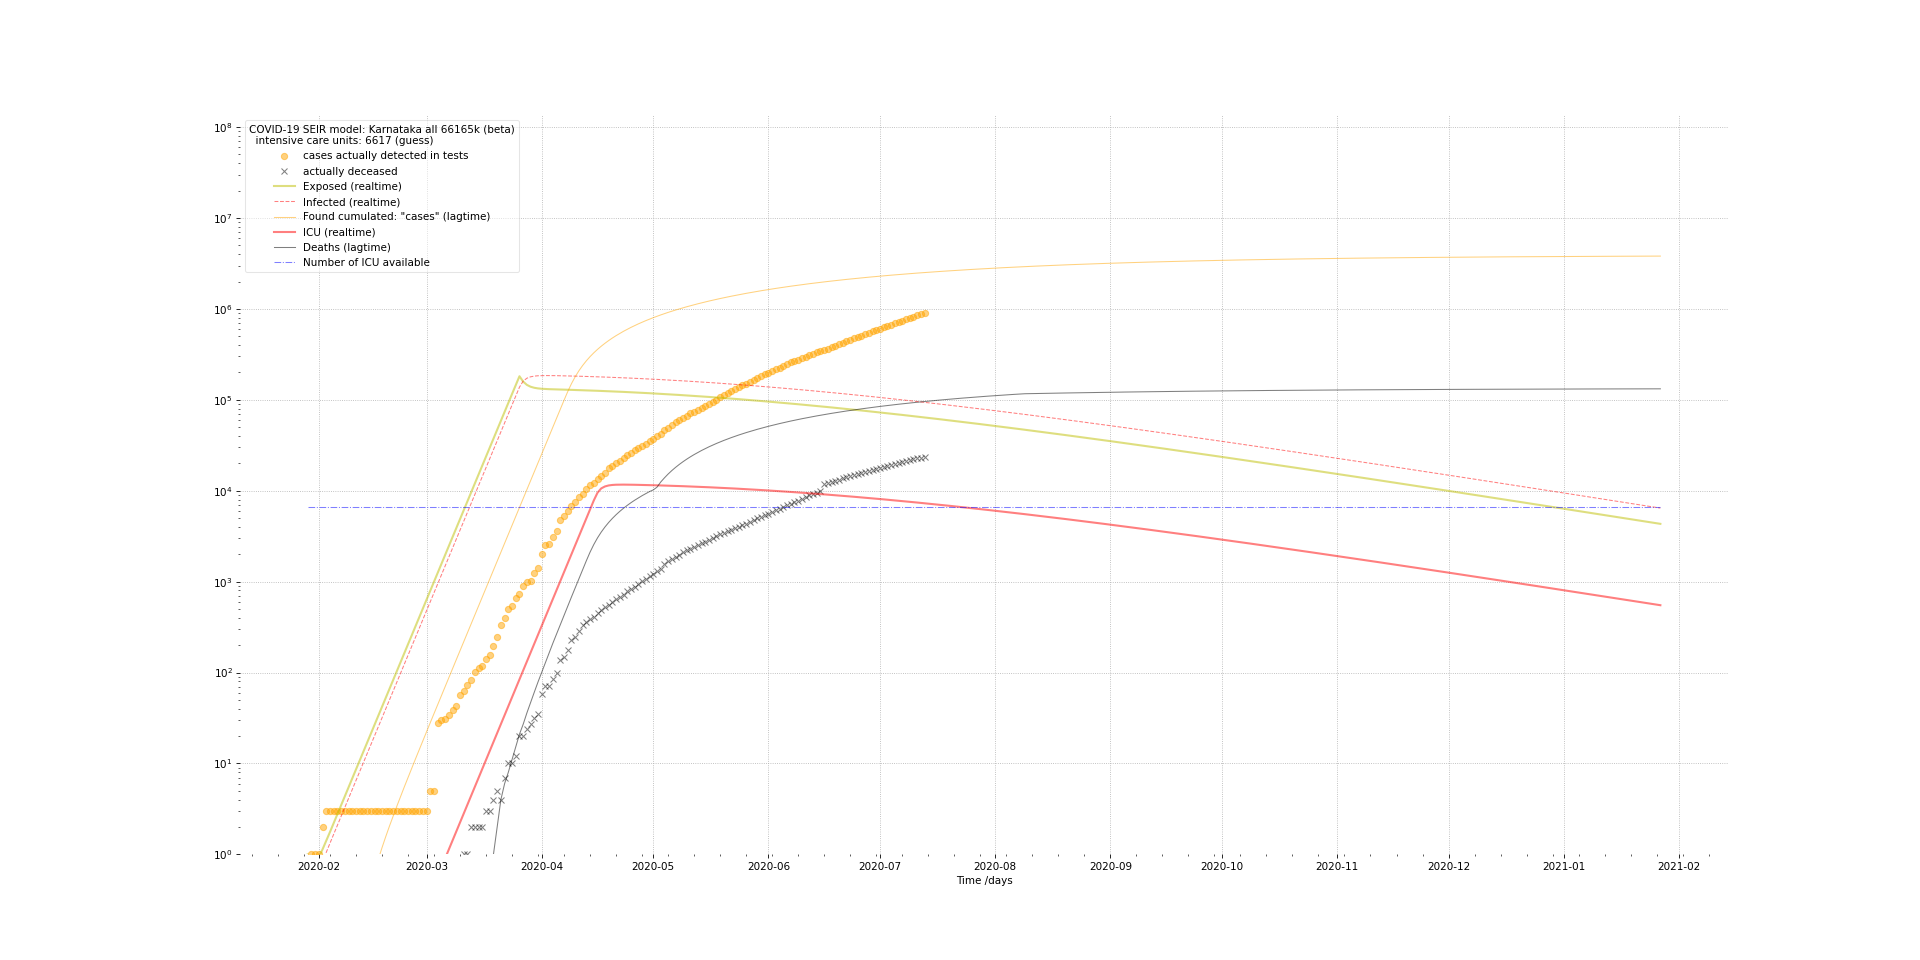 COVID-19 SEIR model: Karnataka all 66165k (beta)
intensive care units: 6617 (guess)
cases actually detected in tests
actually deceased
Exposed (realtime)
Infected (realtime)
Found cumulated: "cases" (lagtime)
ICU (realtime)
Deaths (lagtime)
Number of ICU available
10⁸
10⁷
10⁶
10⁵
10⁴
10³
10²
10¹
10⁰
2020-02 2020-03 2020-04 2020-05 2020-06 2020-07 2020-08 2020-09 2020-10 2020-11 2020-12 2021-01 2021-02
Time /days